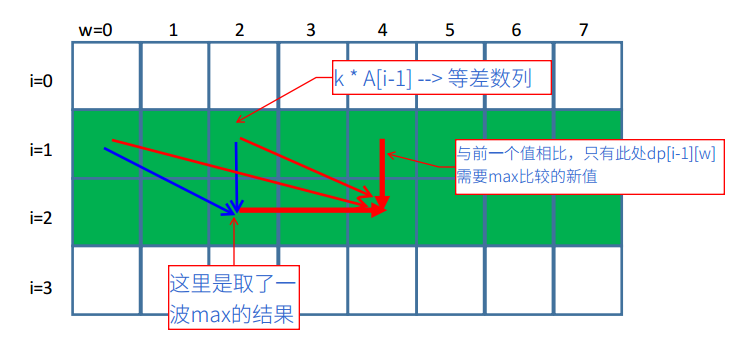 w=0 1 2 3 4 5 6 7
i=0
k * A[i-1] --> 等差数列
i=1
与前一个值相比，只有此处dp[i-1][w]
需要max比较的新值
i=2
这里是取了一
波max的结果
i=3